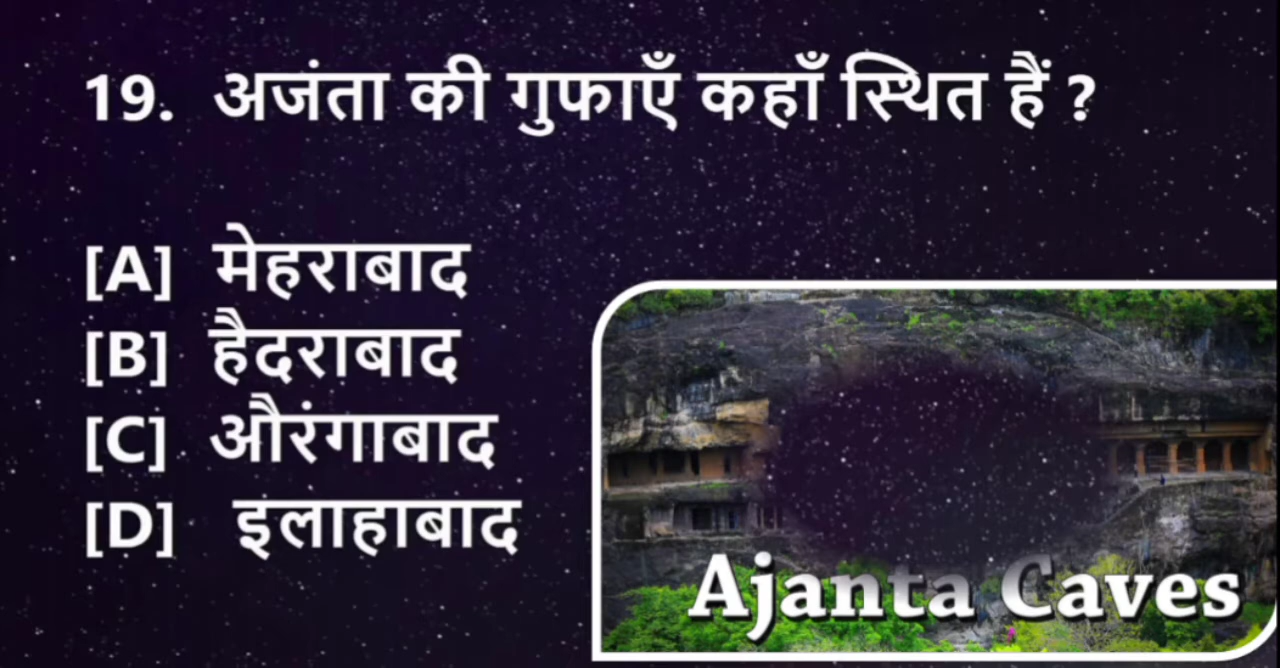 19. अजंता की गुफाएँ कहाँ स्थित हैं ?
[A] मेहराबाद
[B] हैदराबाद
[C] औरंगाबाद
[D] इलाहाबाद
Ajanta Caves